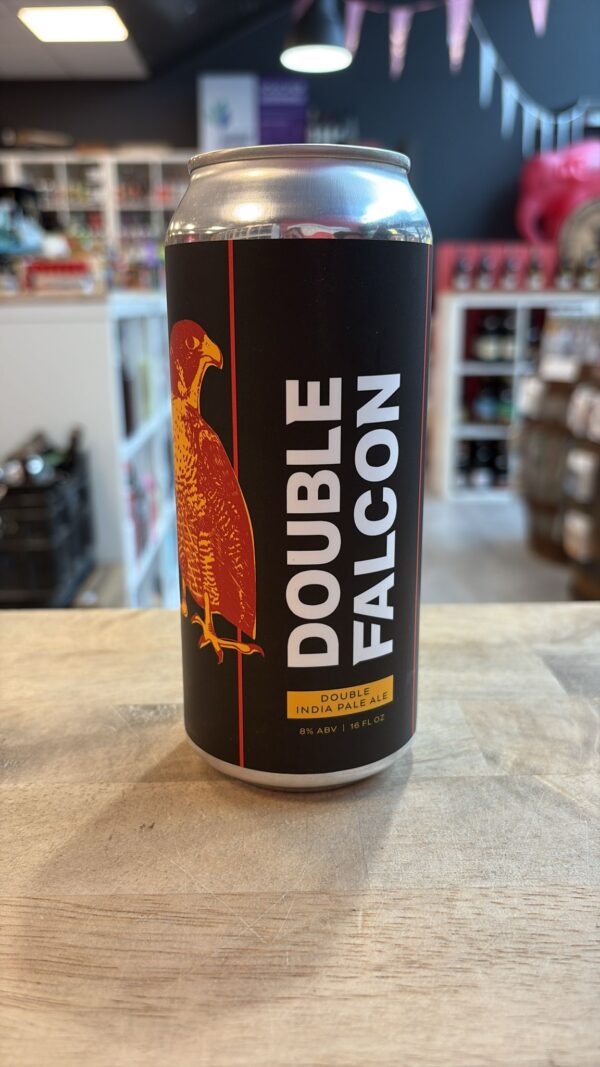 DOUBLE
FALCON
DOUBLE
INDIA PALE ALE
8% ABV | 16 FL OZ